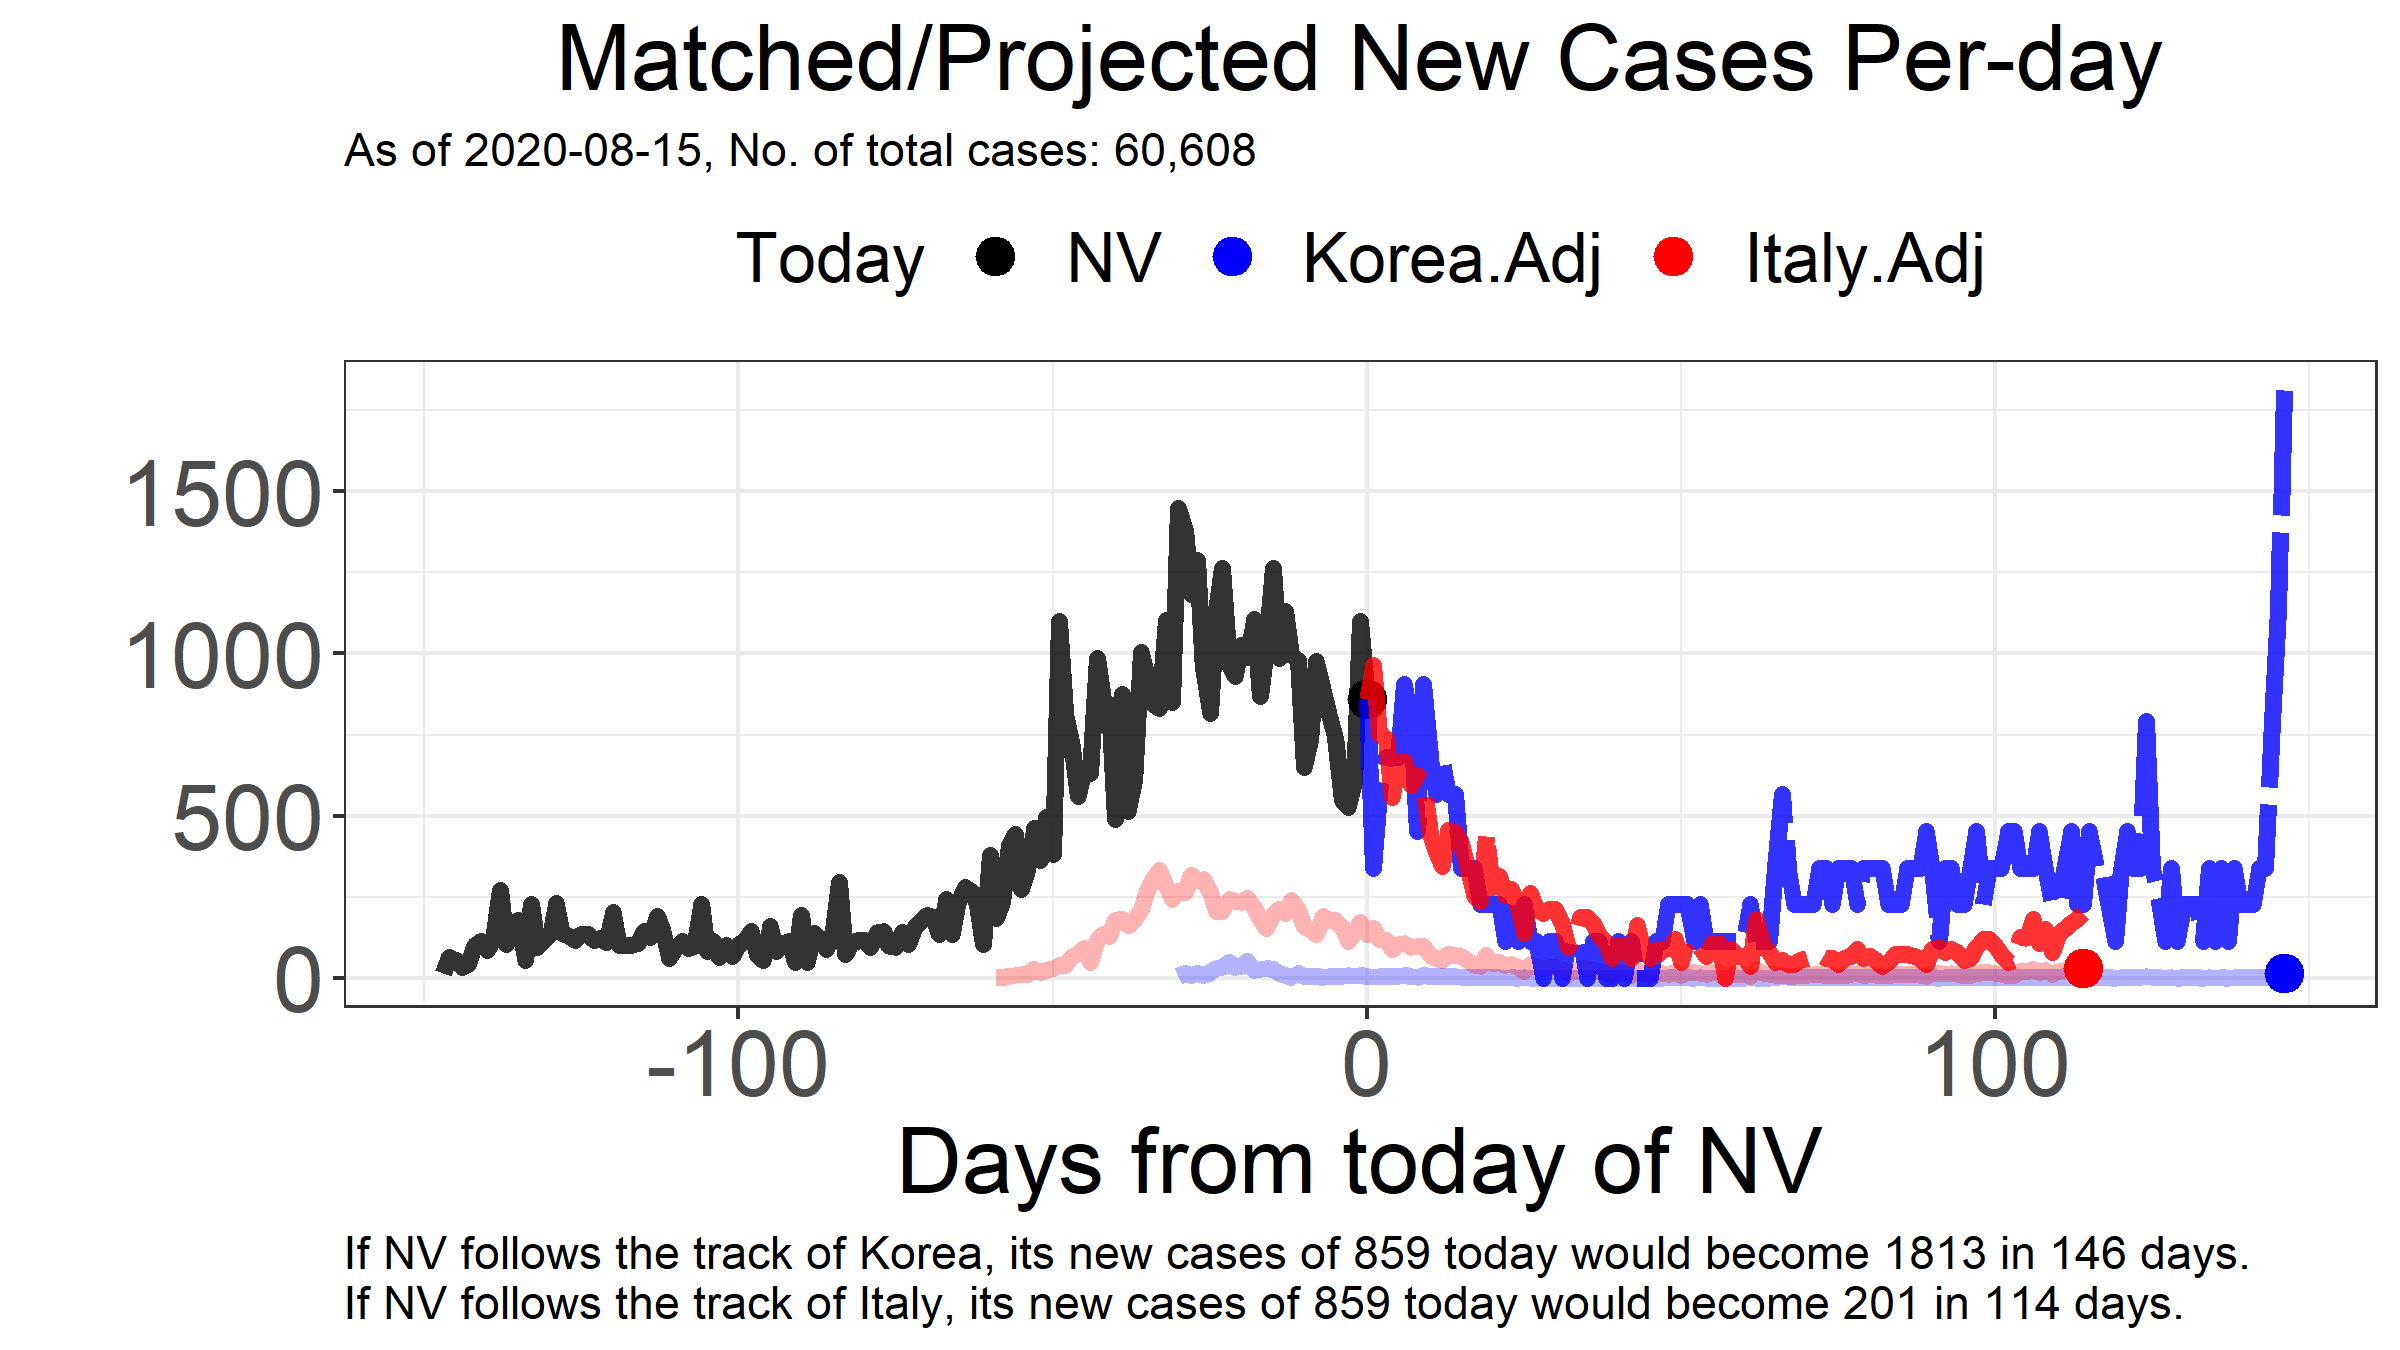 Matched/Projected New Cases Per-day
As of 2020-08-15, No. of total cases: 60,608
Today NV Korea.Adj Italy.Adj
1500
1000
500
0
-100 0 100
Days from today of NV
If NV follows the track of Korea, its new cases of 859 today would become 1813 in 146 days.
If NV follows the track of Italy, its new cases of 859 today would become 201 in 114 days.